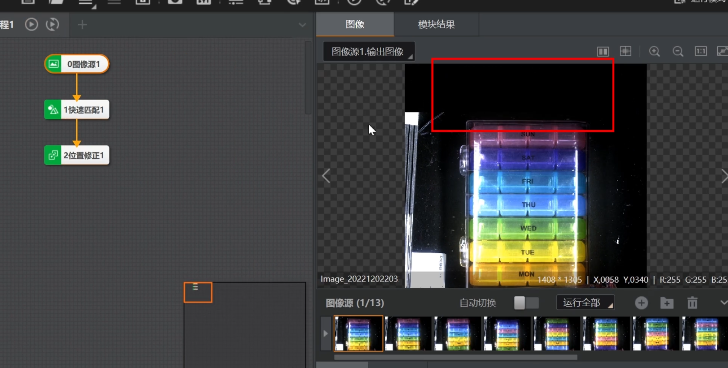 程1
图像
模块结果
图像源1.输出图像
1:1
0图像源1
1快速匹配1
2位置修正1
SUN
SAT
FRI
THU
WED
TUE
MON
Image_20221202203
1408 * 1305 | X,0058 Y,0340 | R:255 G:255 B:25
图像源 (1/13)
自动切换
运行全部